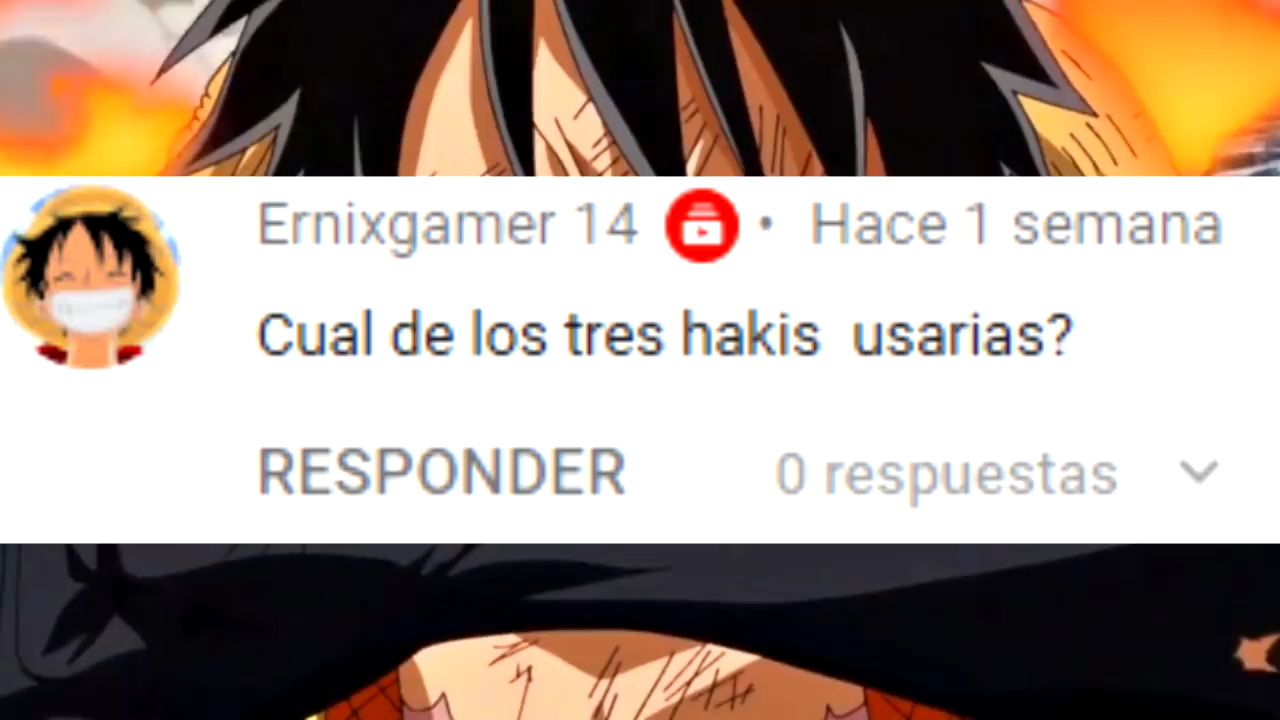 Ernixgamer 14 • Hace 1 semana
Cual de los tres hakis usarias?
RESPONDER 0 respuestas